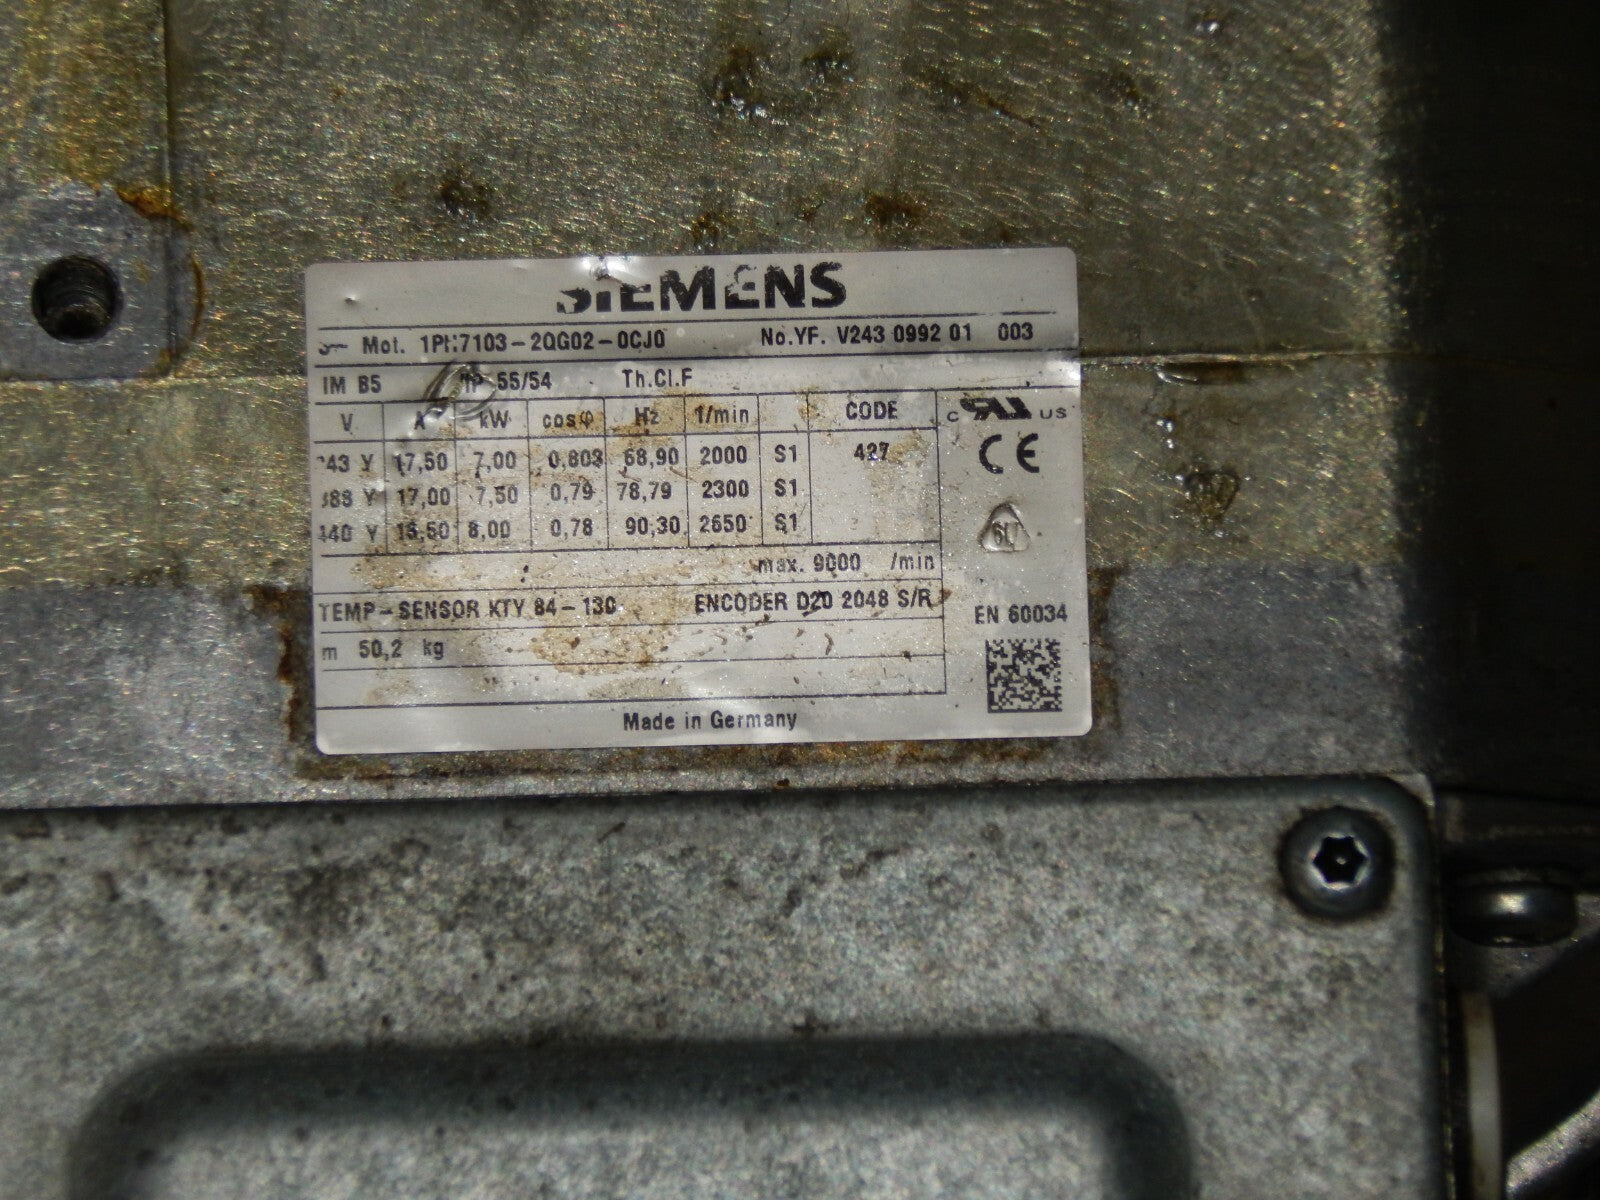 SIEMENS
3~ Mot. 1PH7103-2QG02-0CJ0 No.YF. V243 0992 01 003
IM B5 IP 55/54 Th.Cl.F
V A kW cosφ Hz 1/min CODE
Y 17,50 7,00 0,803 68,90 2000 S1 427
Y 17,00 7,50 0,79 78,79 2300 S1
Y 8,00 0,78 90,30 2650 S1
c US
CE
max. 9000 /min
TEMP-SENSOR KTY 84-130 ENCODER D20 2048 S/R
EN 60034
m 50,2 kg
Made in Germany